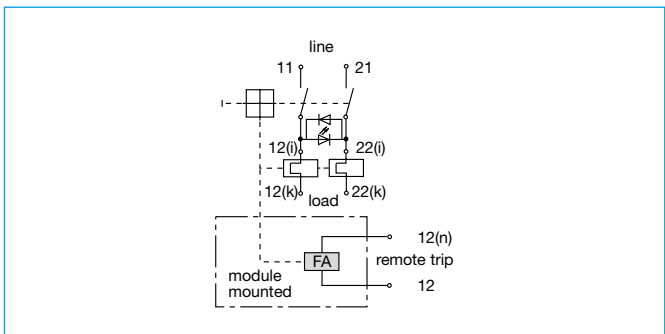 line
11 21
12(i) 22(i)
12(k) load 22(k)
12(n)
FA remote trip
module
mounted
12